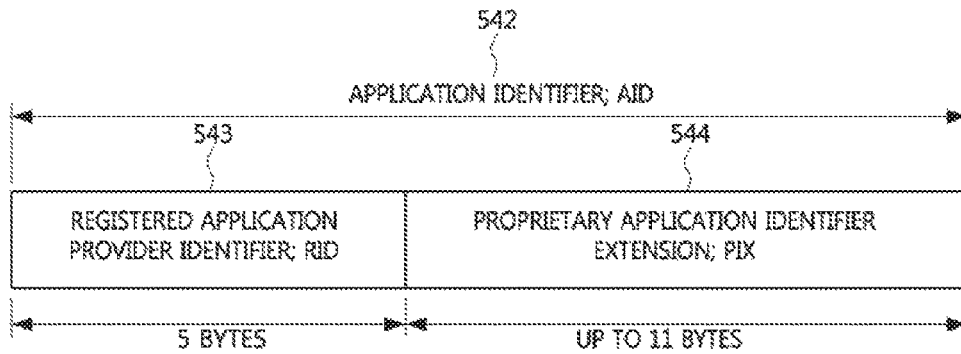 542
APPLICATION IDENTIFIER; AID
543
544
REGISTERED APPLICATION
PROVIDER IDENTIFIER; RID
PROPRIETARY APPLICATION IDENTIFIER
EXTENSION; PIX
5 BYTES
UP TO 11 BYTES